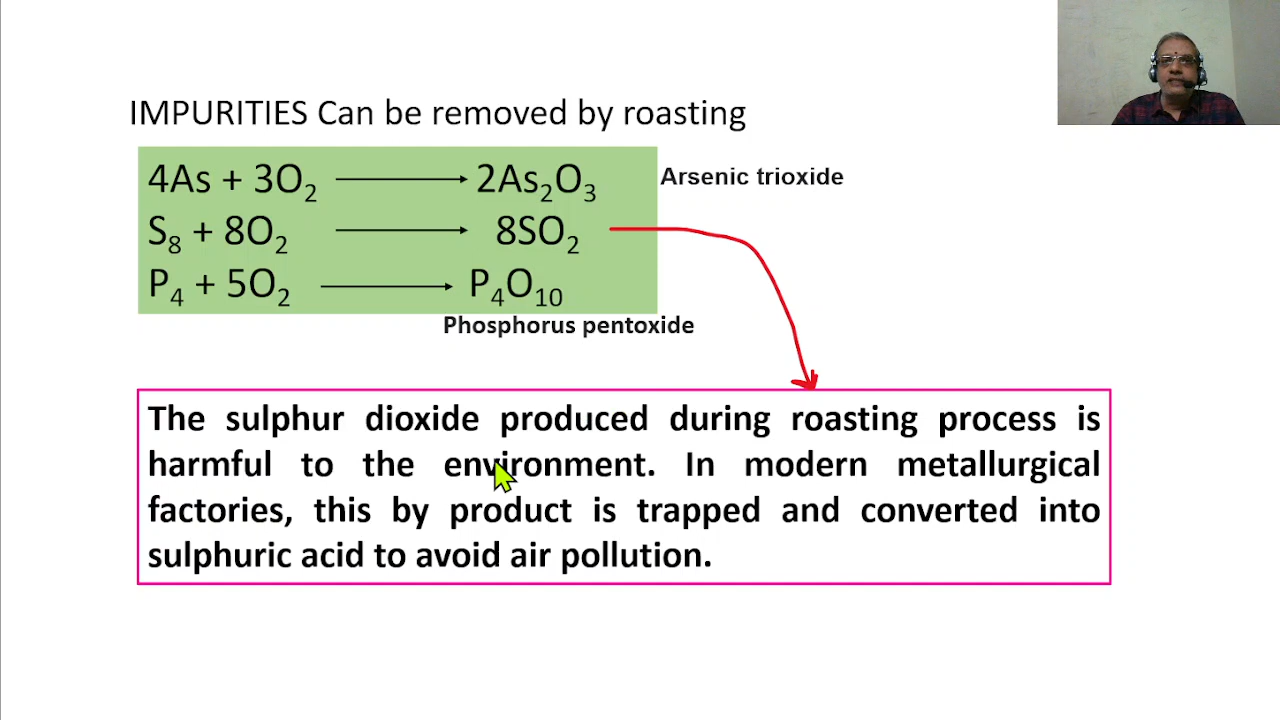 IMPURITIES Can be removed by roasting
4As + 3O₂ ⟶ 2As₂O₃ Arsenic trioxide
S₈ + 8O₂ ⟶ 8SO₂
P₄ + 5O₂ ⟶ P₄O₁₀
Phosphorus pentoxide
The sulphur dioxide produced during roasting process is
harmful to the environment. In modern metallurgical
factories, this by product is trapped and converted into
sulphuric acid to avoid air pollution.